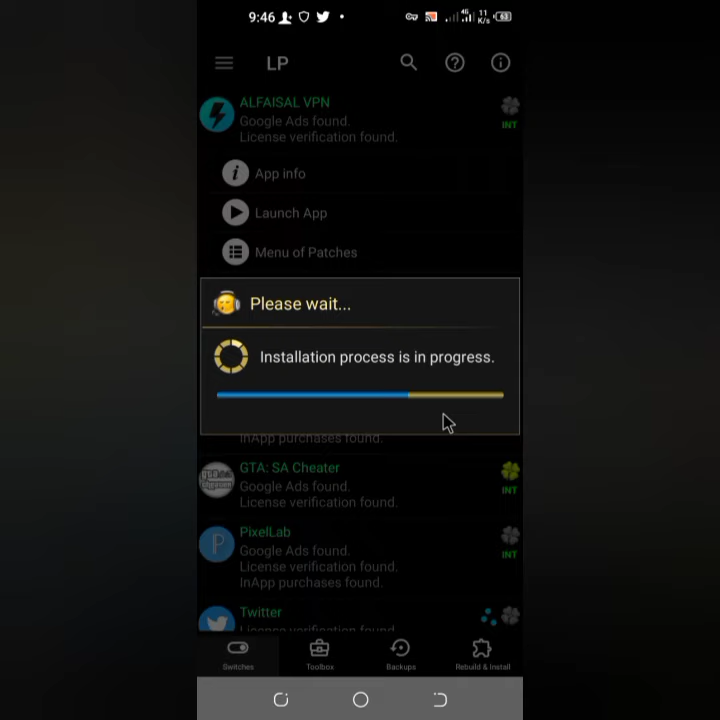 9:46
4G
11
K/s
63
LP
ALFAISAL VPN
Google Ads found.
License verification found.
INT
App info
Launch App
Menu of Patches
Please wait...
Installation process is in progress.
InApp purchases found.
GTA: SA Cheater
Google Ads found.
License verification found.
INT
PixelLab
Google Ads found.
License verification found.
InApp purchases found.
INT
Twitter
License verification found.
Switches
Toolbox
Backups
Rebuild & Install